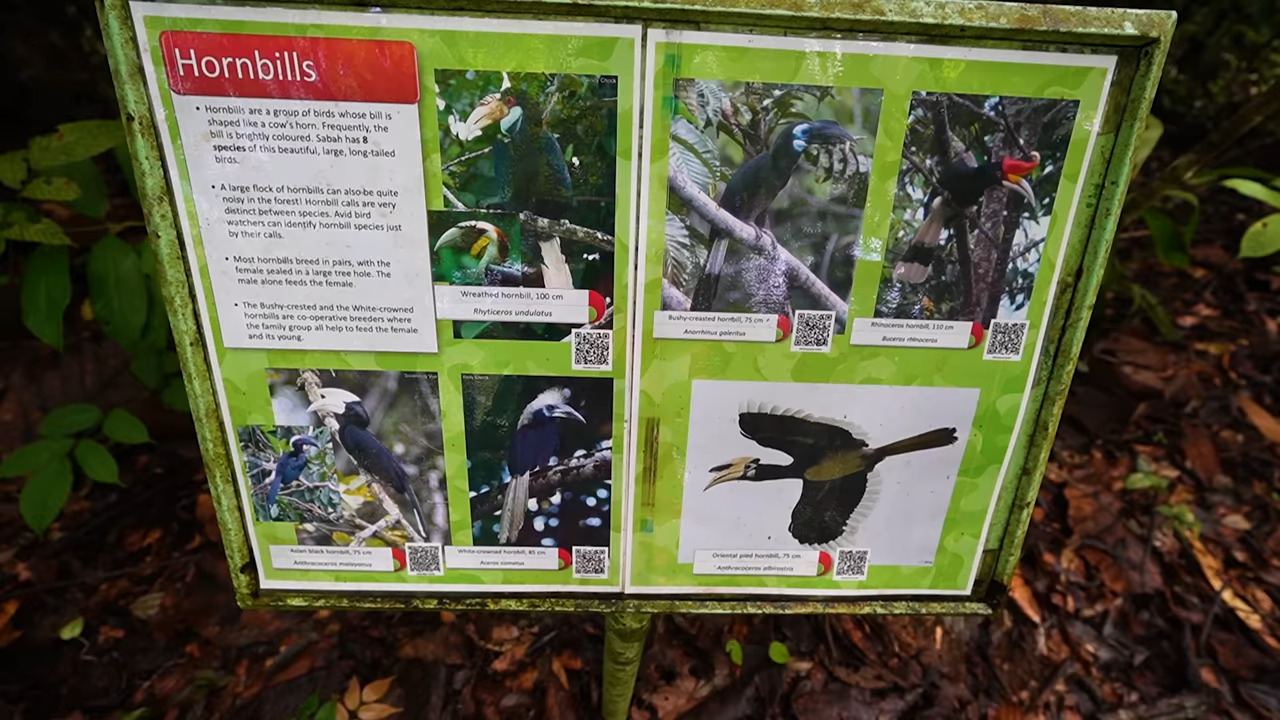 Hornbills
• Hornbills are a group of birds whose bill is
shaped like a cow's horn. Frequently, the
bill is brightly coloured. Sabah has 8
species of this beautiful, large, long-tailed
birds.
• A large flock of hornbills can also be quite
noisy in the forest! Hornbill calls are very
distinct between species. Avid bird
watchers can identify hornbill species just
by their calls.
• Most hornbills breed in pairs, with the
female sealed in a large tree hole. The
male alone feeds the female.
• The Bushy-crested and the White-crowned
hornbills are co-operative breeders where
the family group all help to feed the female
and its young.
Wreathed hornbill, 100 cm
Rhyticeros undulatus
Asian black hornbill, 75 cm
Anthracoceros malayanus
White-crowned hornbill, 85 cm
Aceros comatus
Bushy-creasted hornbill, 75 cm
Anorrhinus galeritus
Rhinoceros hornbill, 110 cm
Buceros rhinoceros
Oriental pied hornbill, 75 cm
Anthracoceros albirostris